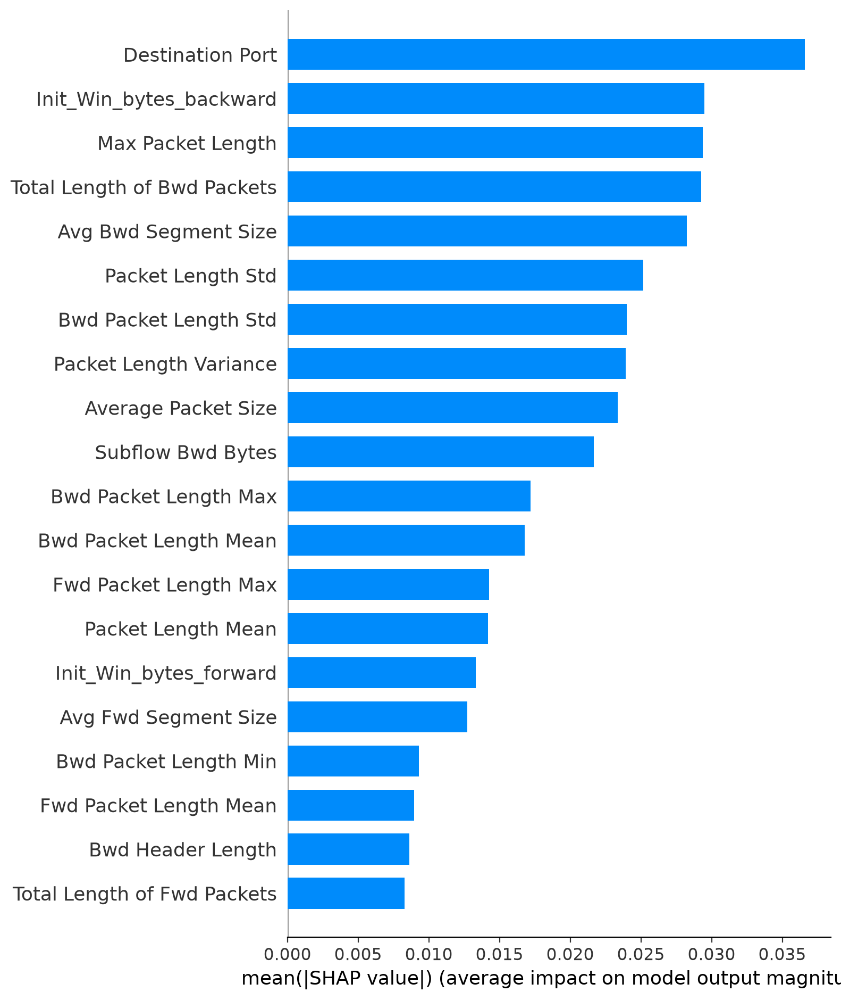 Destination Port
Init_Win_bytes_backward
Max Packet Length
Total Length of Bwd Packets
Avg Bwd Segment Size
Packet Length Std
Bwd Packet Length Std
Packet Length Variance
Average Packet Size
Subflow Bwd Bytes
Bwd Packet Length Max
Bwd Packet Length Mean
Fwd Packet Length Max
Packet Length Mean
Init_Win_bytes_forward
Avg Fwd Segment Size
Bwd Packet Length Min
Fwd Packet Length Mean
Bwd Header Length
Total Length of Fwd Packets
0.000 0.005 0.010 0.015 0.020 0.025 0.030 0.035
mean(|SHAP value|) (average impact on model output magnitu